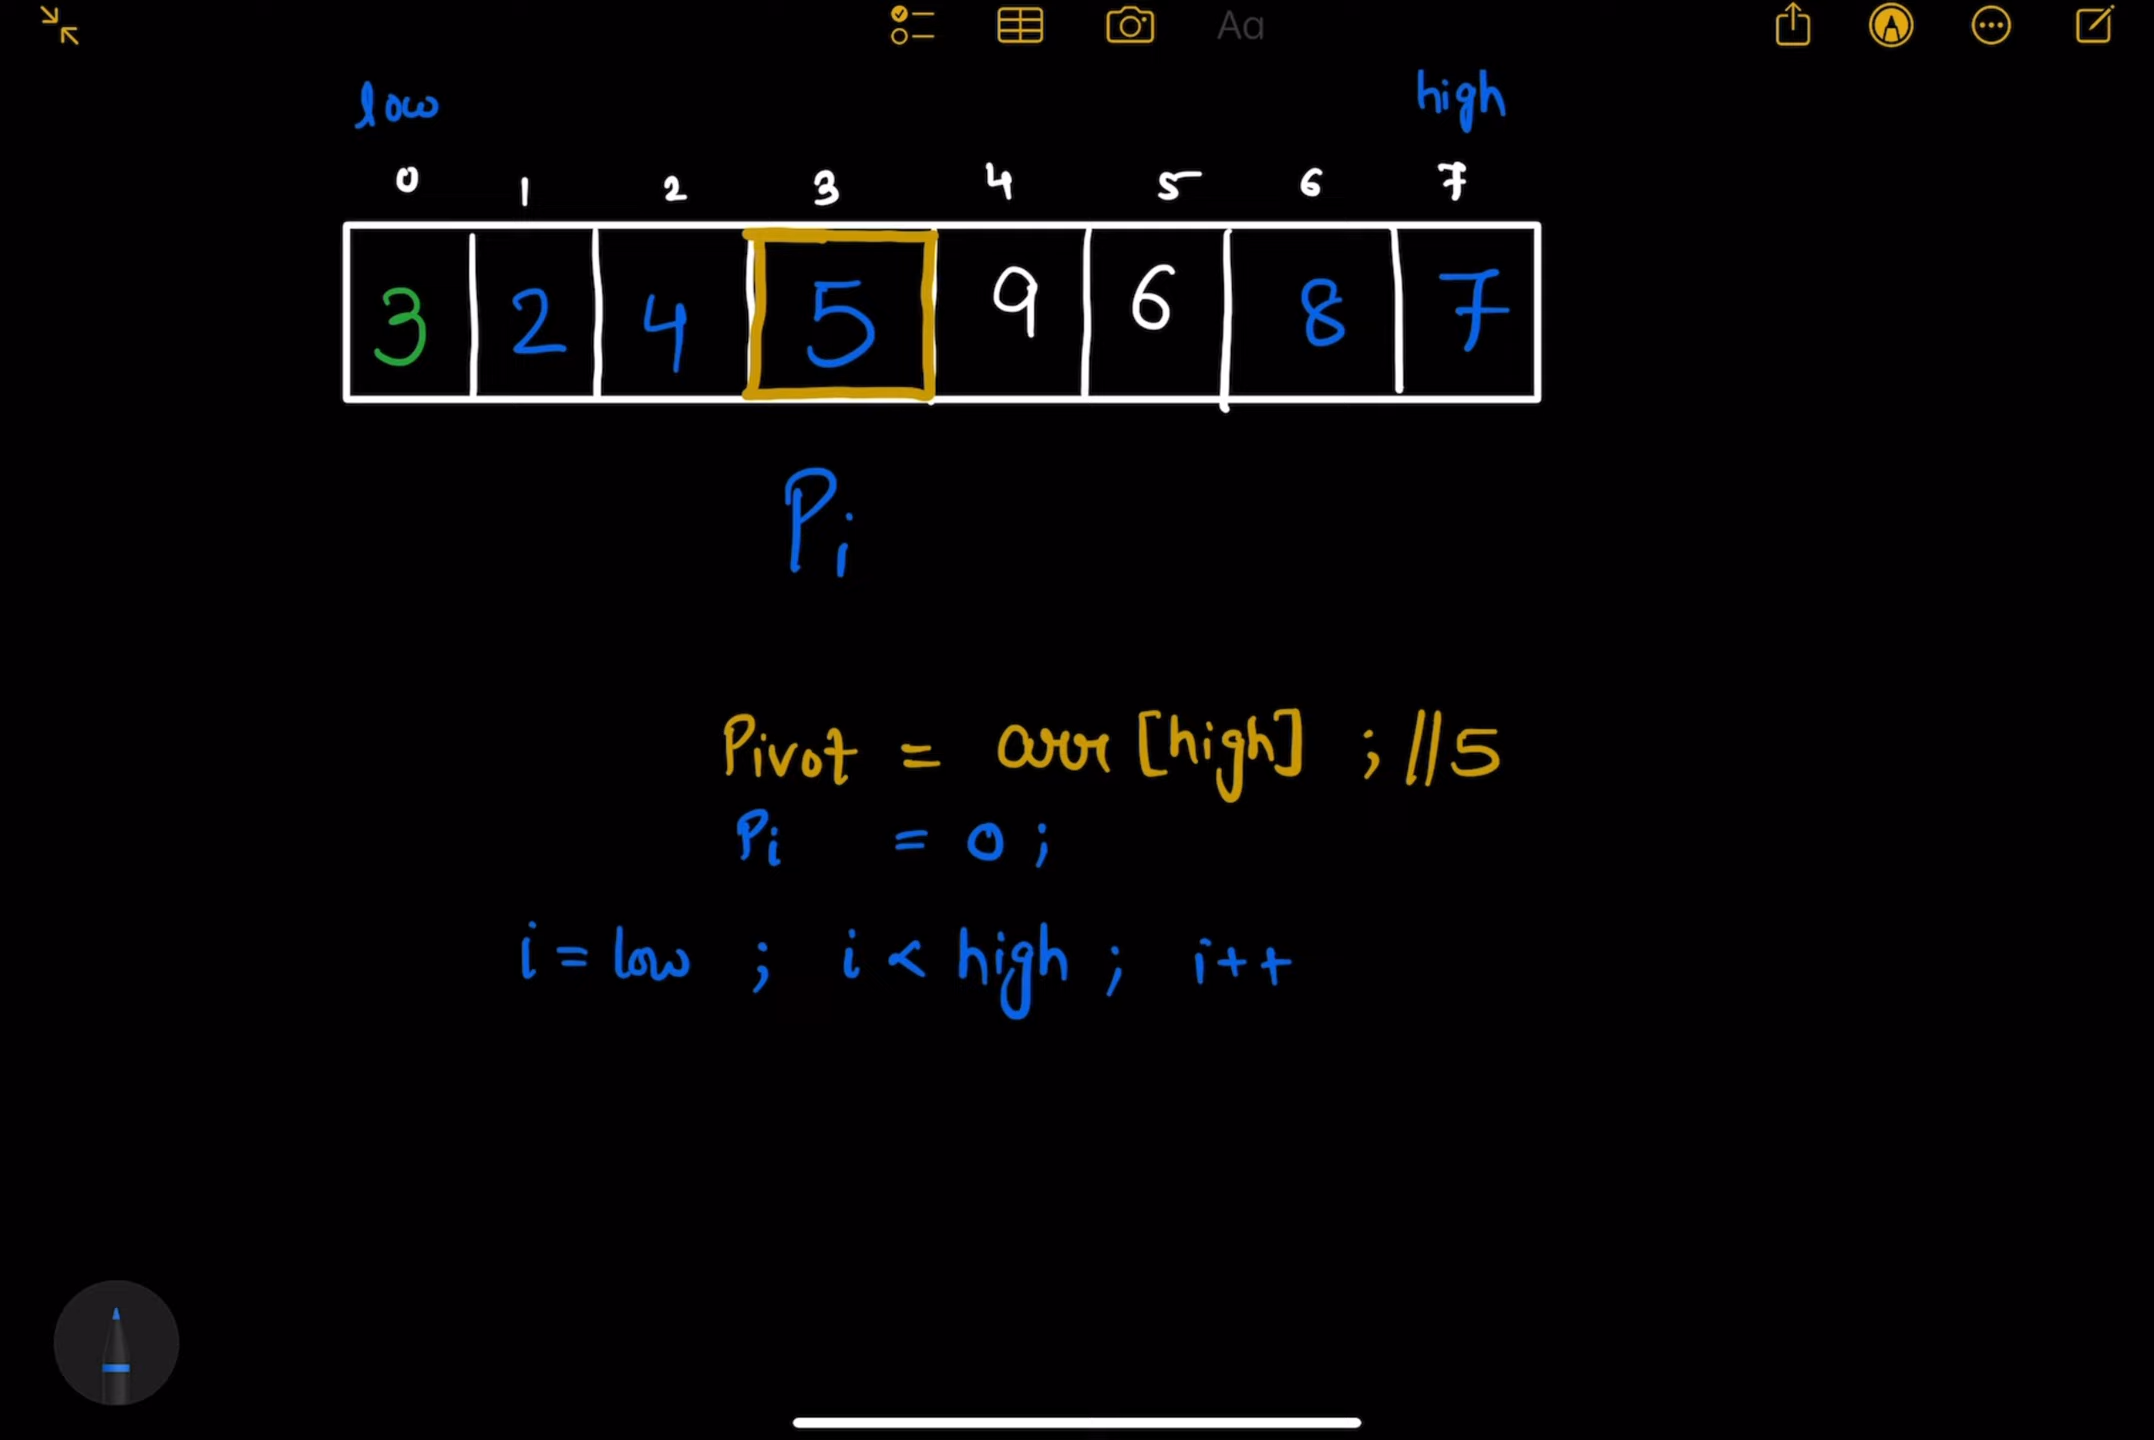 Aa
low high
0 1 2 3 4 5 6 7
3 2 4 5 9 6 8 7
Pi
Pivot = arr [high] ; //5
Pi = 0 ;
i = low ; i < high ; i++